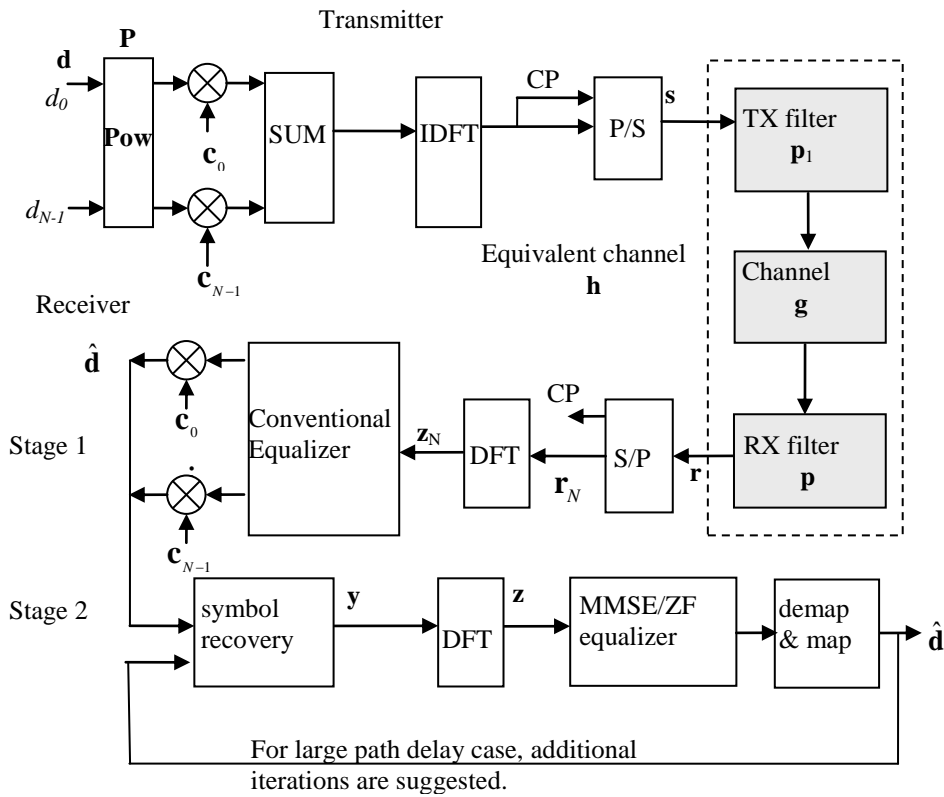 Transmitter
P
d
d0
Pow
c0
SUM
IDFT
CP
P/S
s
TX filter
p1
dN-1
cN−1
Equivalent channel
h
Channel
g
Receiver
d̂
c0
Conventional
Equalizer
Stage 1
zN
DFT
rN
CP
S/P
r
RX filter
p
cN−1
Stage 2
symbol
recovery
y
DFT
z
MMSE/ZF
equalizer
demap
& map
d̂
For large path delay case, additional
iterations are suggested.